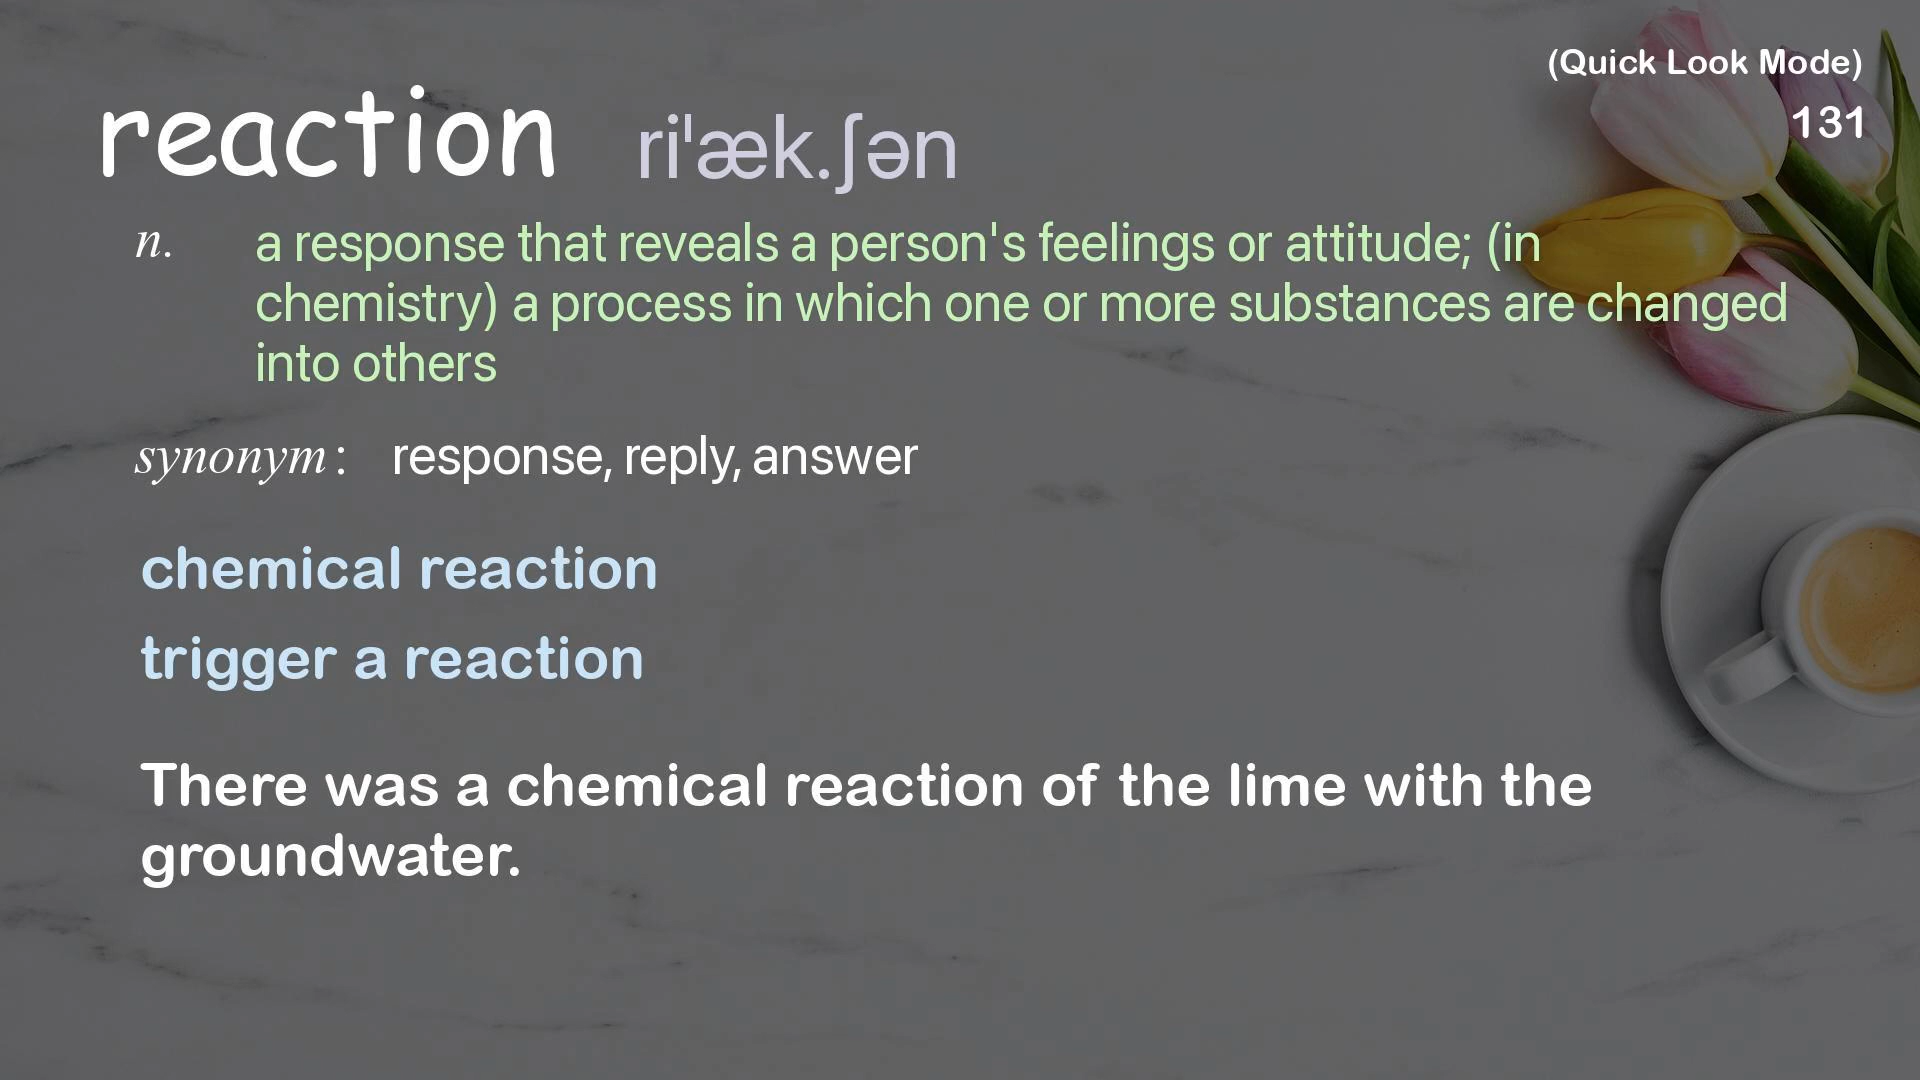 (Quick Look Mode)
131
reaction riˈæk.ʃən
n. a response that reveals a person's feelings or attitude; (in
chemistry) a process in which one or more substances are changed
into others
synonym: response, reply, answer
chemical reaction
trigger a reaction
There was a chemical reaction of the lime with the
groundwater.